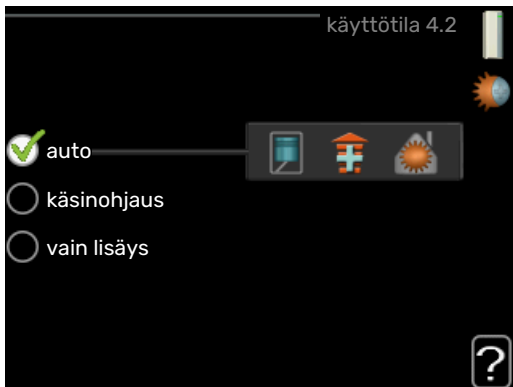 käyttötila 4.2
auto
käsinohjaus
vain lisäys
?